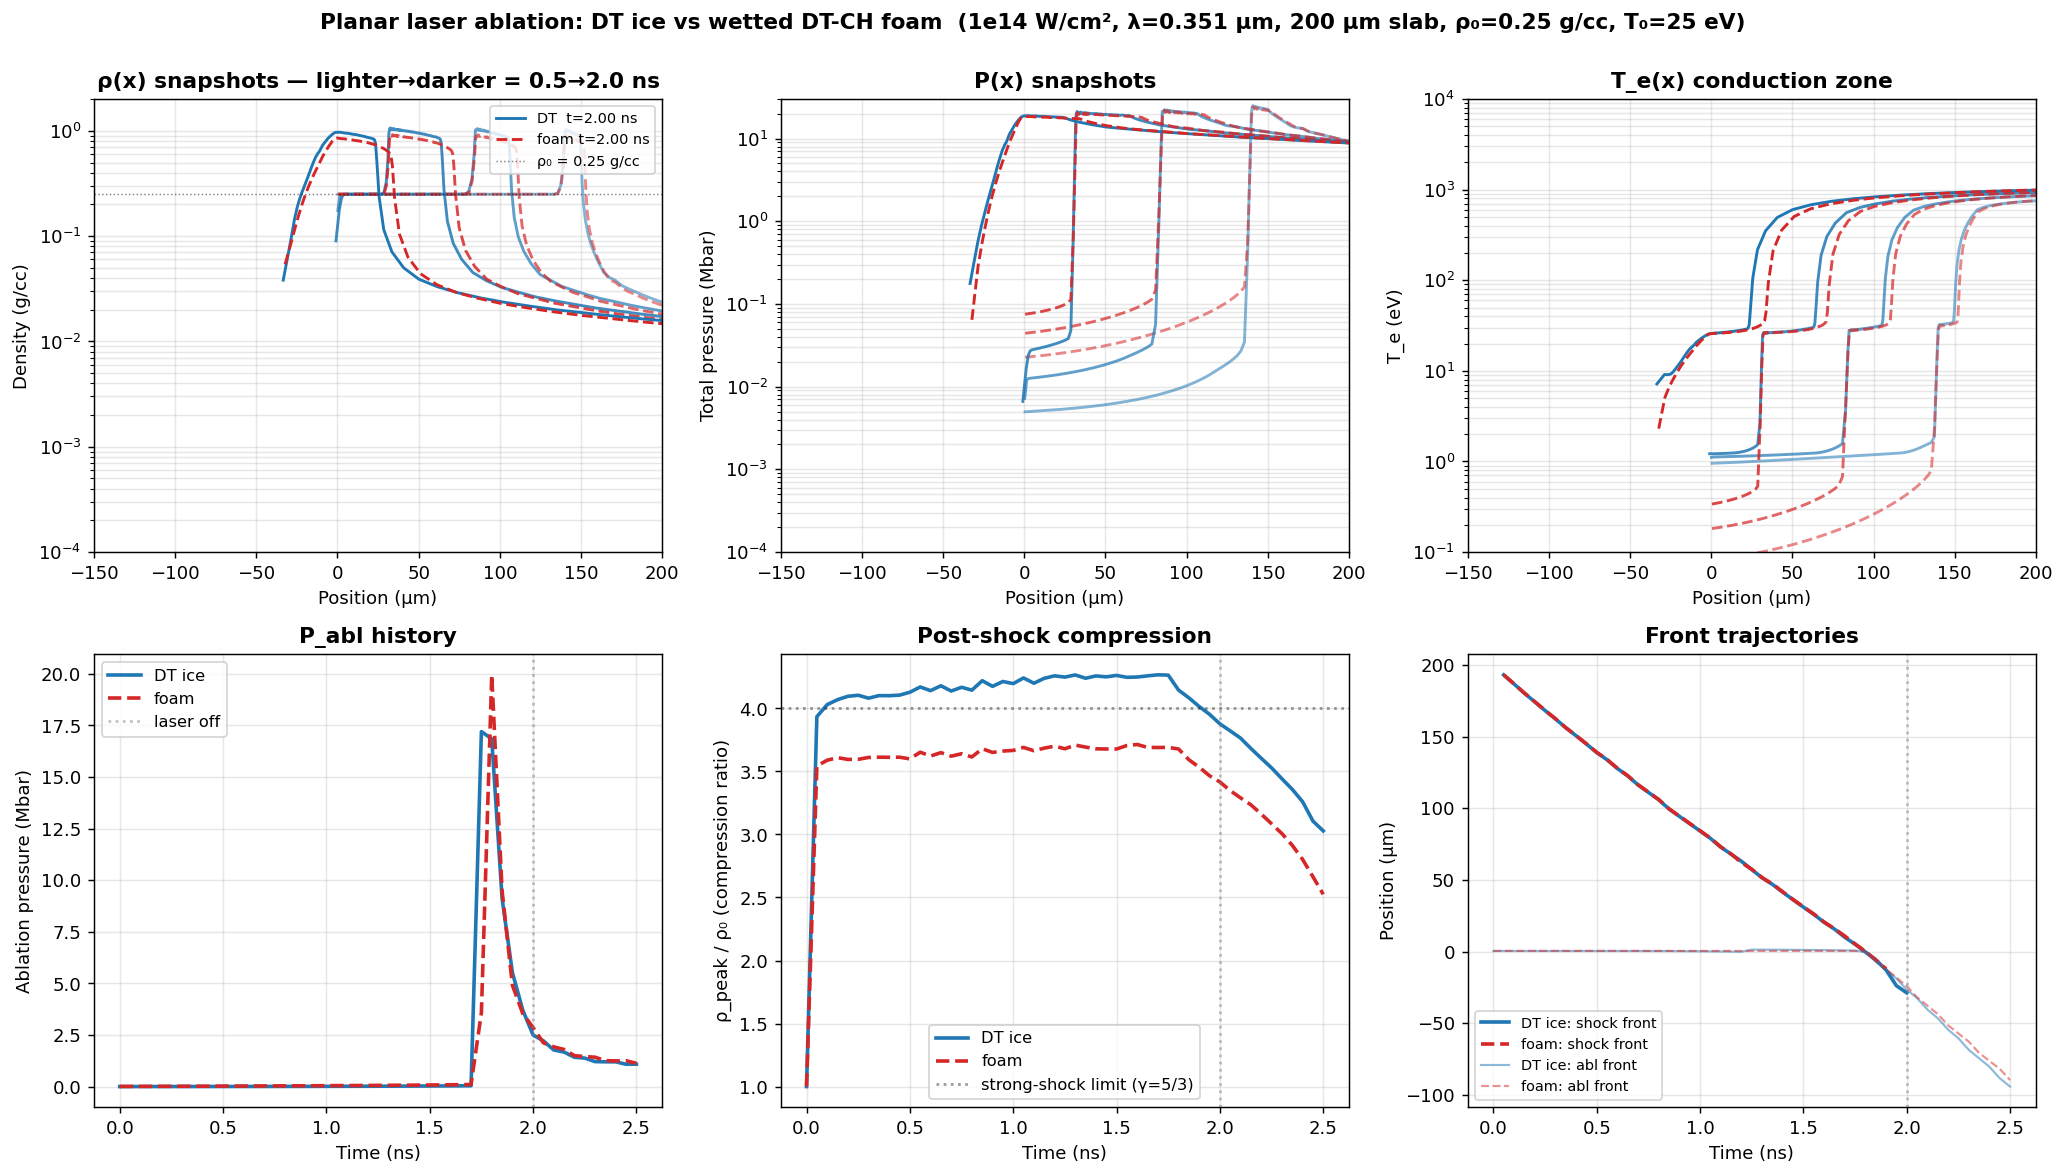 Planar laser ablation: DT ice vs wetted DT-CH foam  (1e14 W/cm², λ=0.351 μm, 200 μm slab, ρ₀=0.25 g/cc, T₀=25 eV)
ρ(x) snapshots — lighter→darker = 0.5→2.0 ns
Density (g/cc)
10⁰
10⁻¹
10⁻²
10⁻³
10⁻⁴
DT  t=2.00 ns
foam t=2.00 ns
ρ₀ = 0.25 g/cc
−150 −100 −50 0 50 100 150 200
Position (μm)
P(x) snapshots
Total pressure (Mbar)
10¹
10⁰
10⁻¹
10⁻²
10⁻³
10⁻⁴
−150 −100 −50 0 50 100 150 200
Position (μm)
T_e(x) conduction zone
T_e (eV)
10⁴
10³
10²
10¹
10⁰
10⁻¹
−150 −100 −50 0 50 100 150 200
Position (μm)
P_abl history
Ablation pressure (Mbar)
20.0
17.5
15.0
12.5
10.0
7.5
5.0
2.5
0.0
DT ice
foam
laser off
0.0 0.5 1.0 1.5 2.0 2.5
Time (ns)
Post-shock compression
ρ_peak / ρ₀ (compression ratio)
4.0
3.5
3.0
2.5
2.0
1.5
1.0
DT ice
foam
strong-shock limit (γ=5/3)
0.0 0.5 1.0 1.5 2.0 2.5
Time (ns)
Front trajectories
Position (μm)
200
150
100
50
0
−50
−100
DT ice: shock front
foam: shock front
DT ice: abl front
foam: abl front
0.0 0.5 1.0 1.5 2.0 2.5
Time (ns)